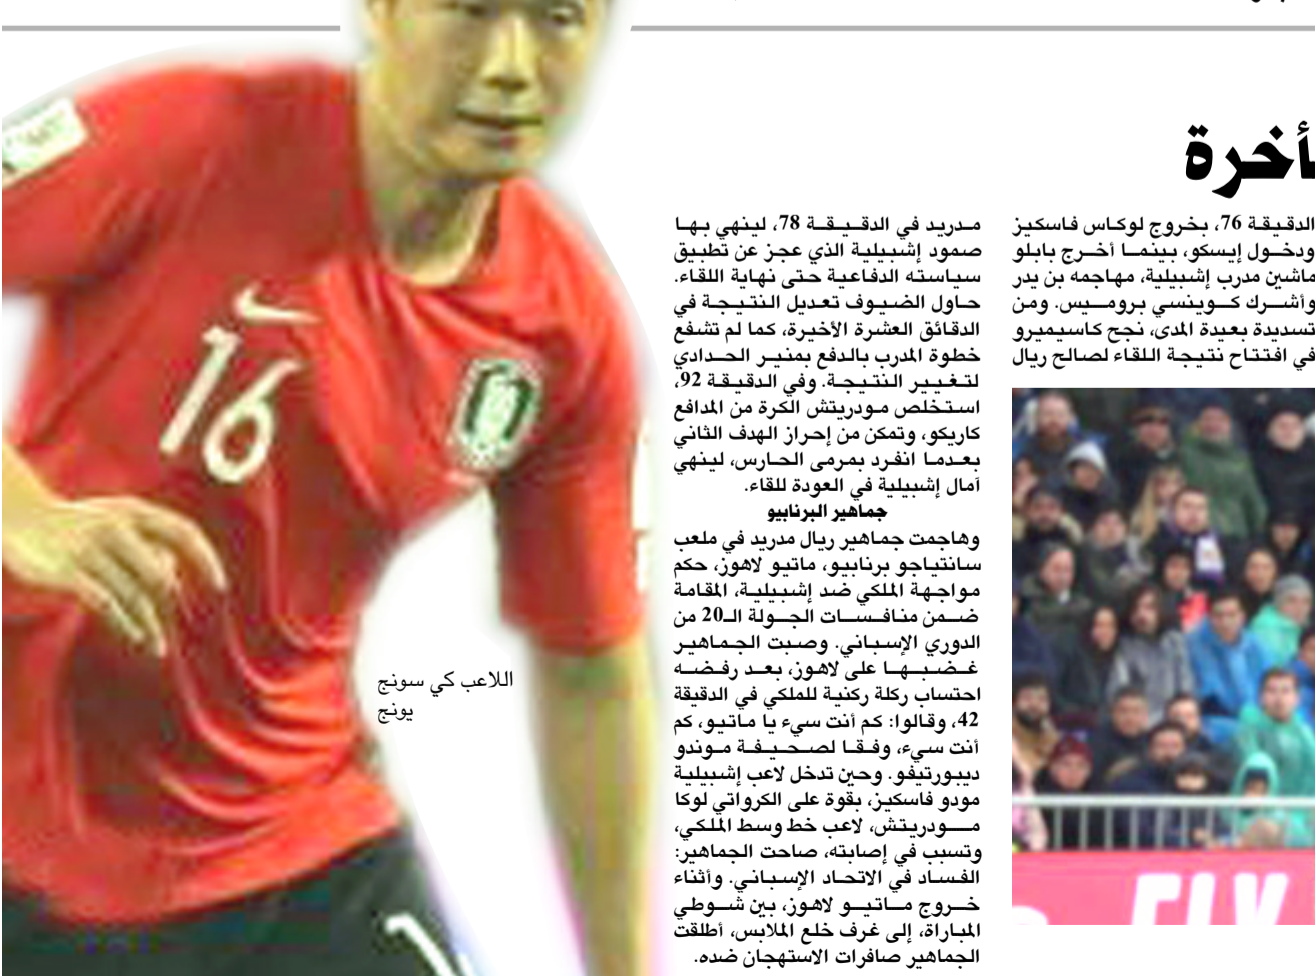 الدقيقة 76، بخروج لوكاس فاسكيز
ودخول إيسكو، بينما أخرج بابلو
ماشين مدرب إشبيلية، مهاجمه بن يدر
وأشرك كوينسي بروميس. ومن
تسديدة بعيدة المدى، نجح كاسيميرو
في افتتاح نتيجة اللقاء لصالح ريال
مدريد في الدقيقة 78، لينهي بها
صمود إشبيلية الذي عجز عن تطبيق
سياسته الدفاعية حتى نهاية اللقاء.
حاول الضيوف تعديل النتيجة في
الدقائق العشرة الأخيرة، كما لم تشفع
خطوة المدرب بالدفع بمنير الحدادي
لتغيير النتيجة. وفي الدقيقة 92،
استخلص مودريتش الكرة من المدافع
كاريكو، وتمكن من إحراز الهدف الثاني
بعدما انفرد بمرمى الحارس، لينهي
آمال إشبيلية في العودة للقاء.
جماهير البرنابيو
وهاجمت جماهير ريال مدريد في ملعب
سانتياجو برنابيو، ماتيو لاهوز، حكم
مواجهة الملكي ضد إشبيلية، المقامة
ضمن منافسات الجولة الـ20 من
الدوري الإسباني. وصبت الجماهير
غضبها على لاهوز، بعد رفضه
احتساب ركلة ركنية للملكي في الدقيقة
42، وقالوا: كم أنت سيء يا ماتيو، كم
أنت سيء، وفقا لصحيفة موندو
ديبورتيفو. وحين تدخل لاعب إشبيلية
مودو فاسكيز، بقوة على الكرواتي لوكا
مودريتش، لاعب خط وسط الملكي،
وتسبب في إصابته، صاحت الجماهير:
الفساد في الاتحاد الإسباني. وأثناء
خروج ماتيو لاهوز، بين شوطي
المباراة، إلى غرف خلع الملابس، أطلقت
الجماهير صافرات الاستهجان ضده.
اللاعب كي سونج
يونج
16
FLY